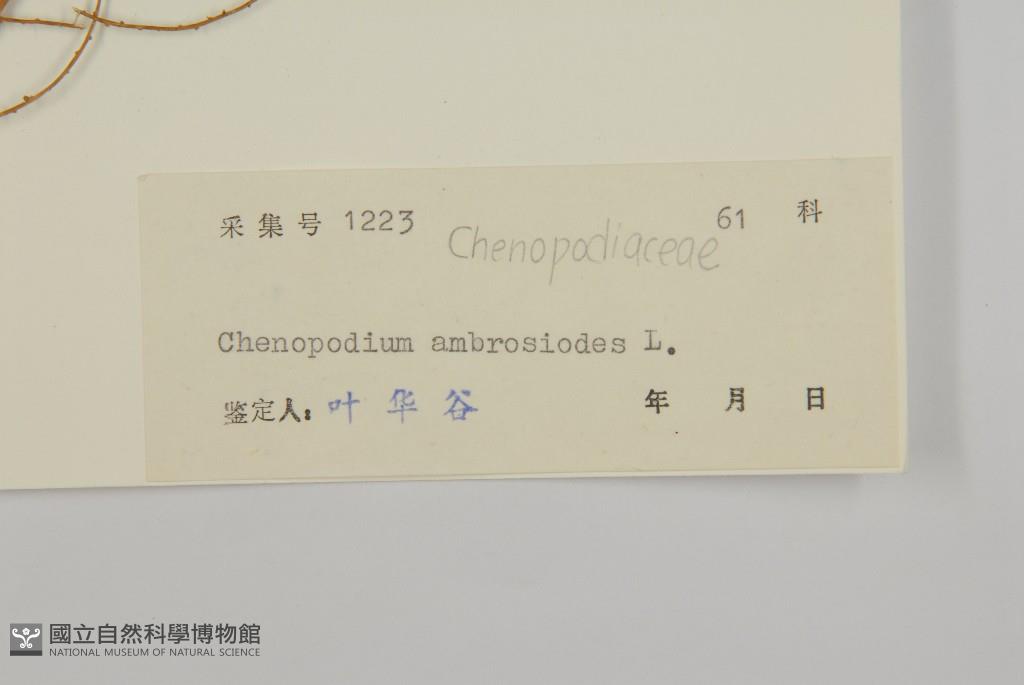 采集号 1223 Chenopodiaceae 61 科
Chenopodium ambrosiodes L.
鉴定人: 叶华谷 年 月 日
國立自然科學博物館
NATIONAL MUSEUM OF NATURAL SCIENCE